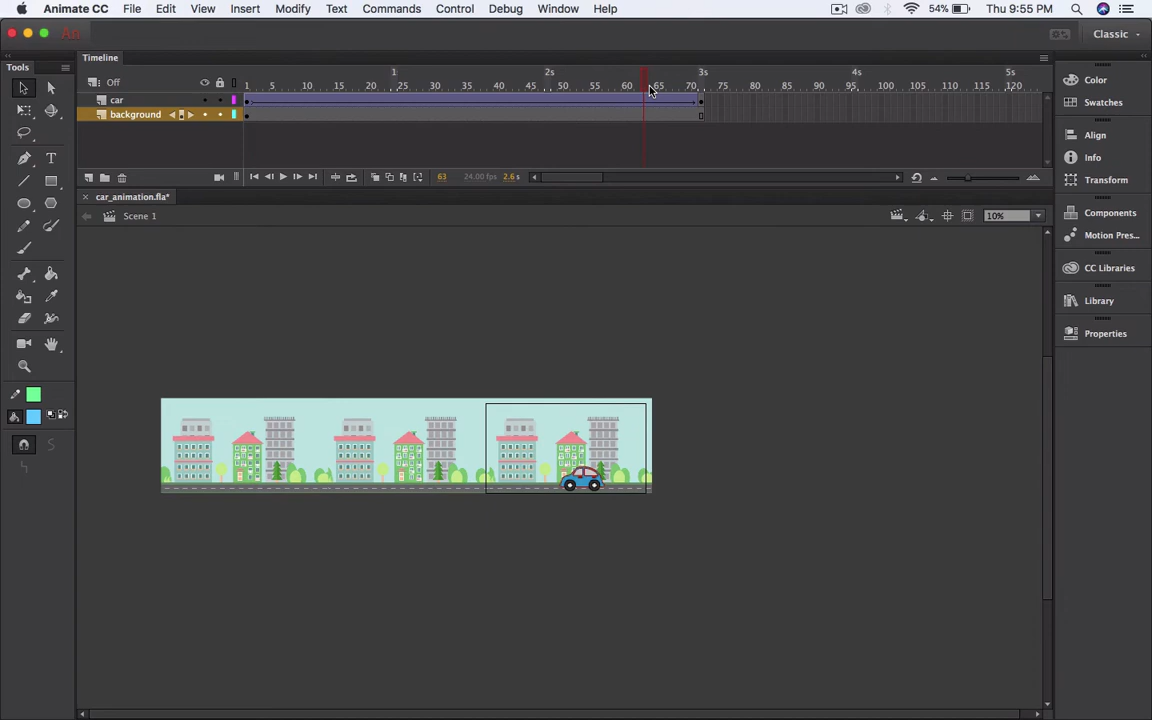 Animate CC File Edit View Insert Modify Text Commands Control Debug Window Help 54% Thu 9:55 PM
An Classic
Tools Timeline
Off 1 5 10 15 20 25 30 35 40 45 50 55 60 65 70 75 80 85 90 95 100 105 110 115 120
1s 2s 3s 4s 5s
car
background
63 24.00 fps 2.6 s
car_animation.fla*
Scene 1 10%
Color
Swatches
Align
Info
Transform
Components
Motion Pres...
CC Libraries
Library
Properties
T